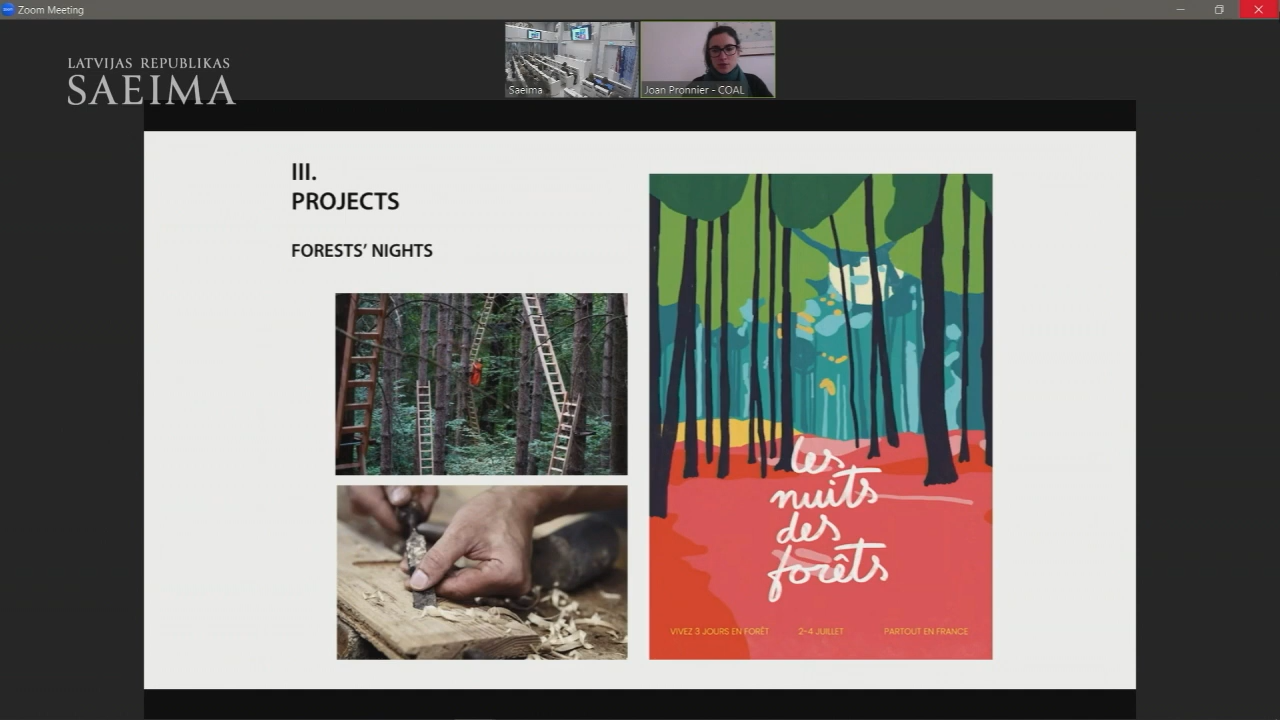 Zoom Meeting
LATVIJAS REPUBLIKAS
SAEIMA
Saeima
Joan Pronnier - COAL
III.
PROJECTS
FORESTS' NIGHTS
les
nuits
des
forêts
VIVEZ 3 JOURS EN FORÊT
2-4 JUILLET
PARTOUT EN FRANCE